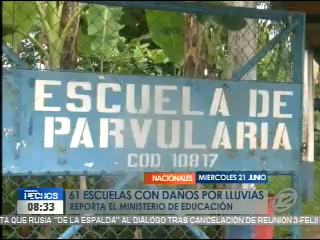 ESCUELA DE
PARVULARIA
COD 10817
NACIONALES MIERCOLES 21 JUNIO
HECHOS
08:33
61 ESCUELAS CON DAÑOS POR LLUVIAS
REPORTA EL MINISTERIO DE EDUCACIÓN
TA QUE RUSIA "DE LA ESPALDA" AL DIÁLOGO TRAS CANCELACIÓN DE REUNIÓN 3-FELI